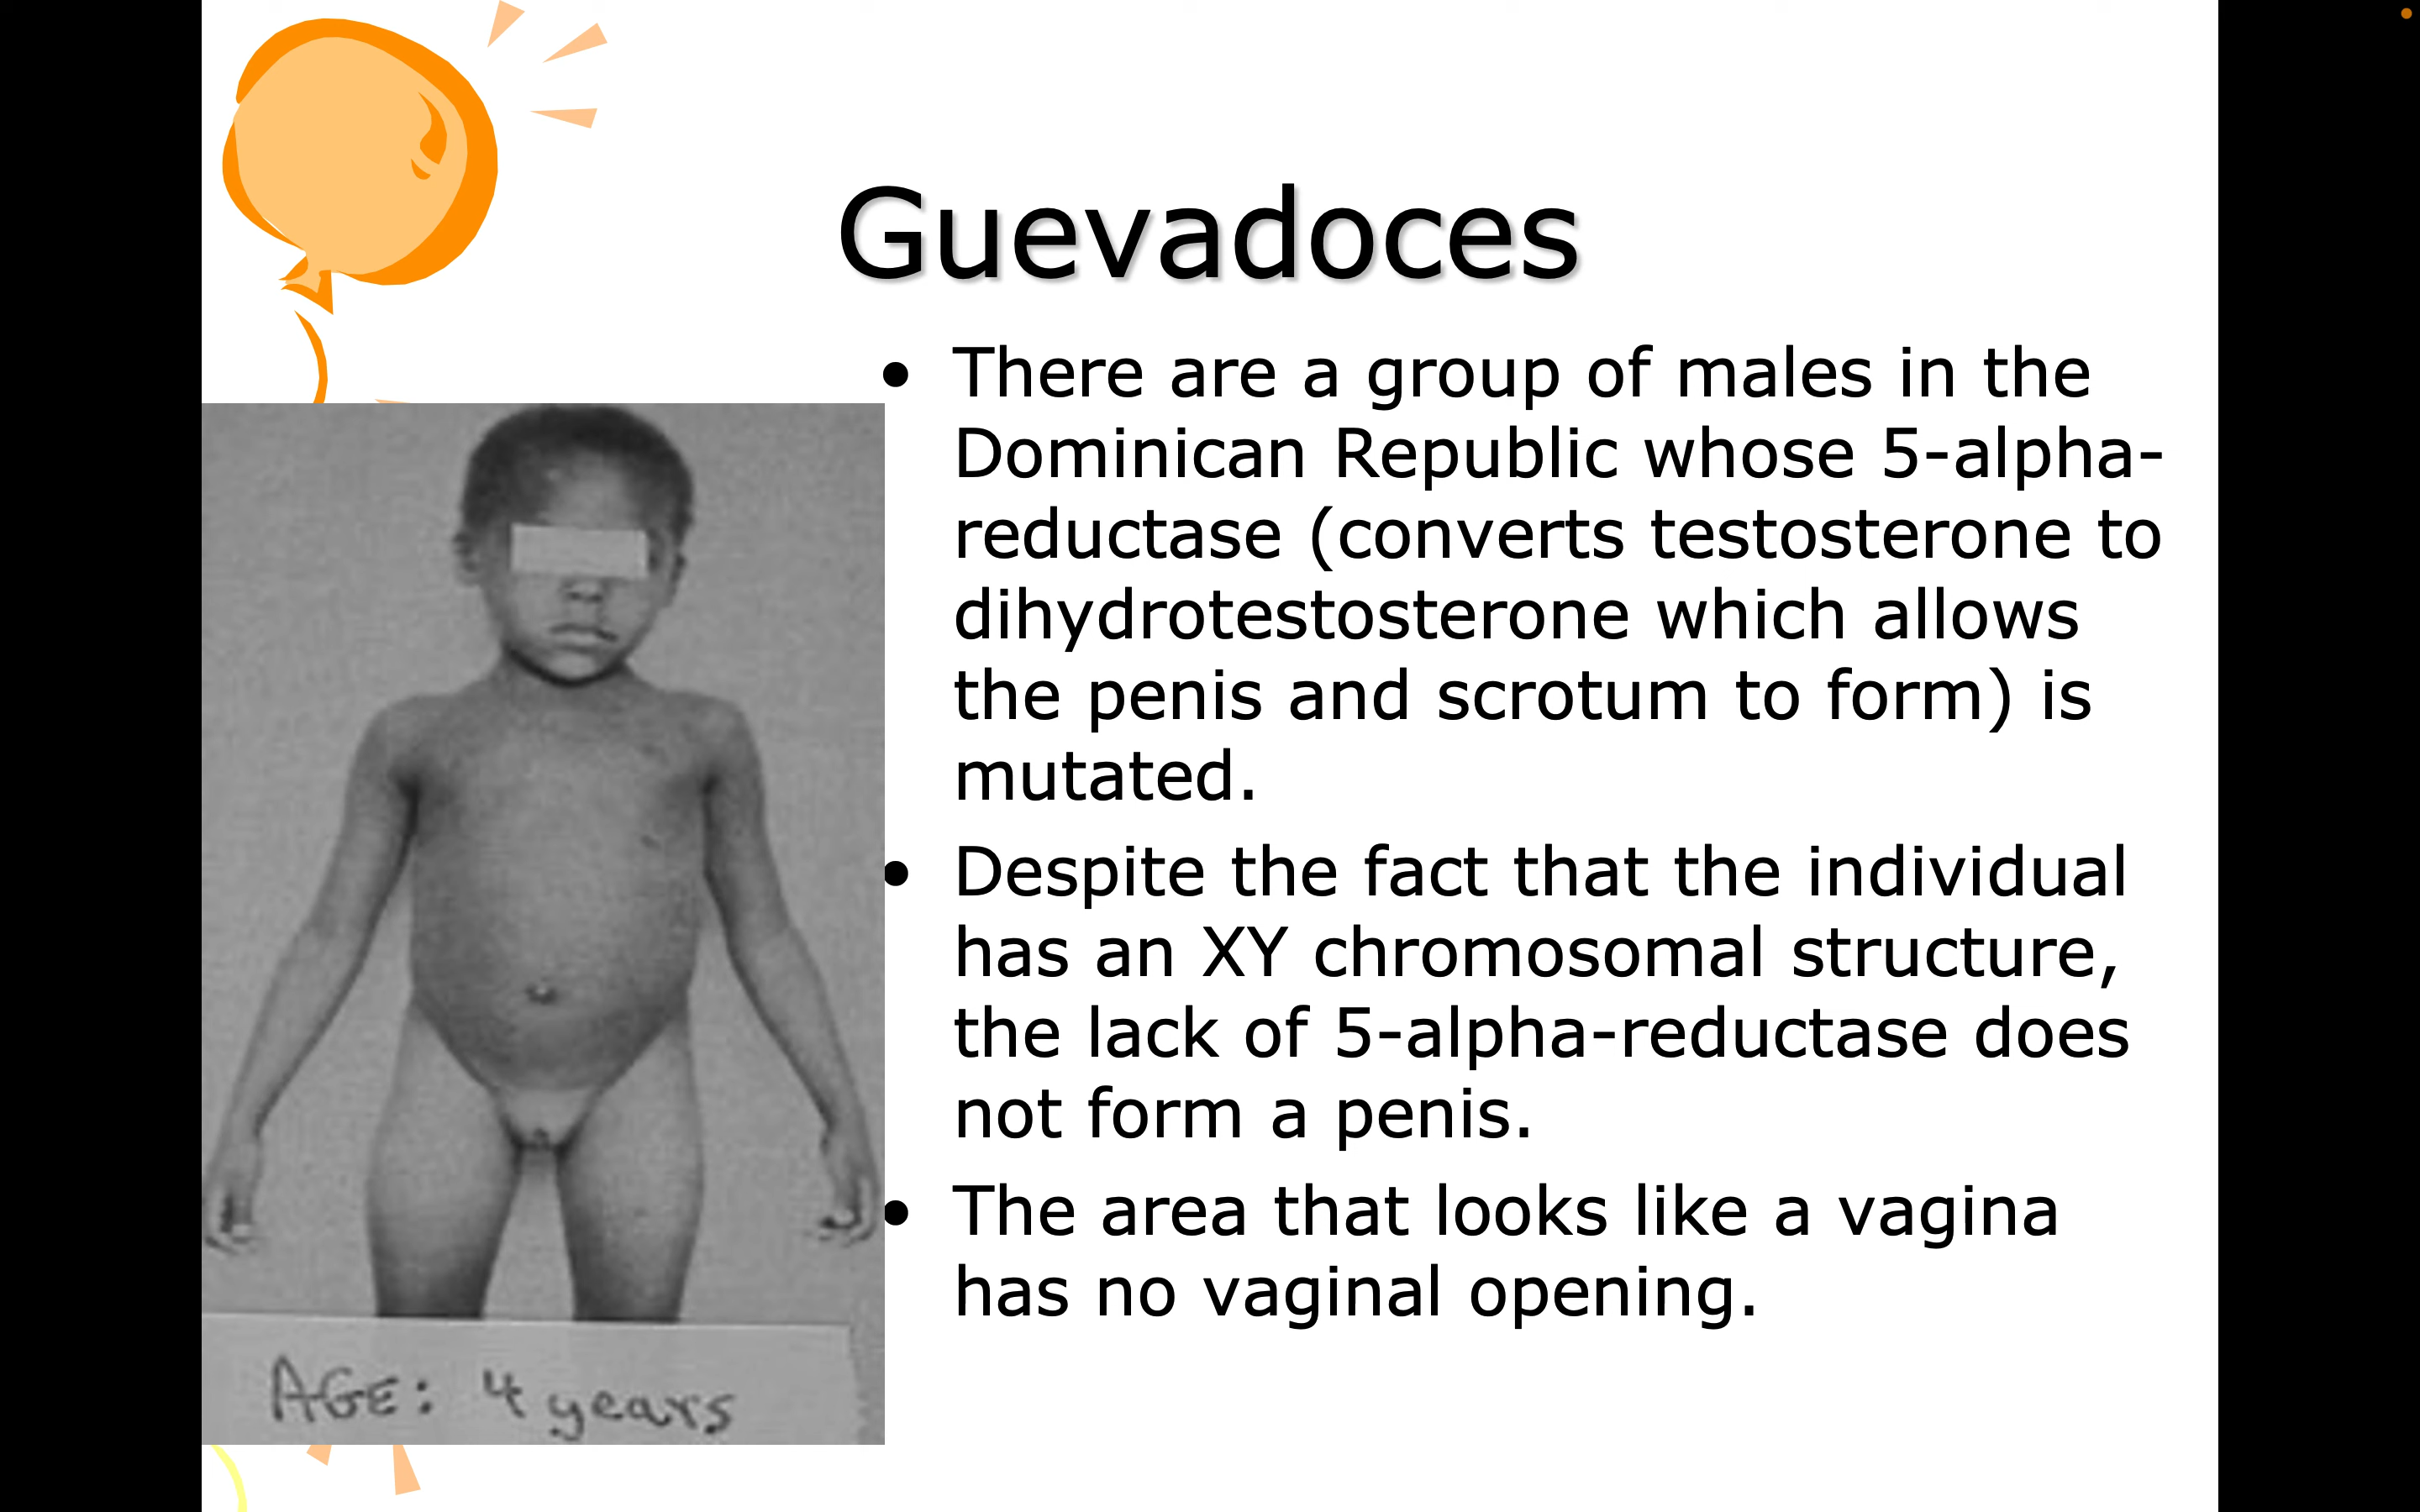 Guevadoces
• There are a group of males in the
Dominican Republic whose 5-alpha-
reductase (converts testosterone to
dihydrotestosterone which allows
the penis and scrotum to form) is
mutated.
• Despite the fact that the individual
has an XY chromosomal structure,
the lack of 5-alpha-reductase does
not form a penis.
• The area that looks like a vagina
has no vaginal opening.
AGE: 4 years